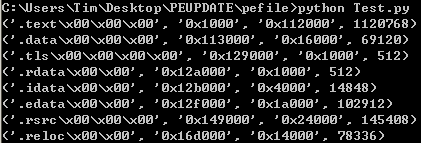 C:\Users\Tim\Desktop\PEUPDATE\pefile>python Test.py
('.text\x00\x00\x00', '0x1000', '0x112000', 1120768)
('.data\x00\x00\x00', '0x113000', '0x16000', 69120)
('.tls\x00\x00\x00\x00', '0x129000', '0x1000', 512)
('.rdata\x00\x00', '0x12a000', '0x1000', 512)
('.idata\x00\x00', '0x12b000', '0x4000', 14848)
('.edata\x00\x00', '0x12f000', '0x1a000', 102912)
('.rsrc\x00\x00\x00', '0x149000', '0x24000', 145408)
('.reloc\x00\x00', '0x16d000', '0x14000', 78336)